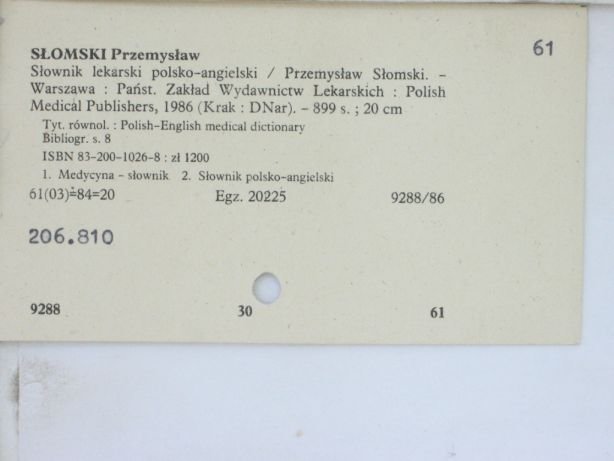 61
SŁOMSKI Przemysław
Słownik lekarski polsko-angielski / Przemysław Słomski. –
Warszawa : Państ. Zakład Wydawnictw Lekarskich : Polish
Medical Publishers, 1986 (Krak : DNar). – 899 s. ; 20 cm
Tyt. równol. : Polish-English medical dictionary
Bibliogr. s. 8
ISBN 83-200-1026-8 : zł 1200
1. Medycyna – słownik 2. Słownik polsko-angielski
61(03)=84=20 Egz. 20225 9288/86
206.810
9288 30 61